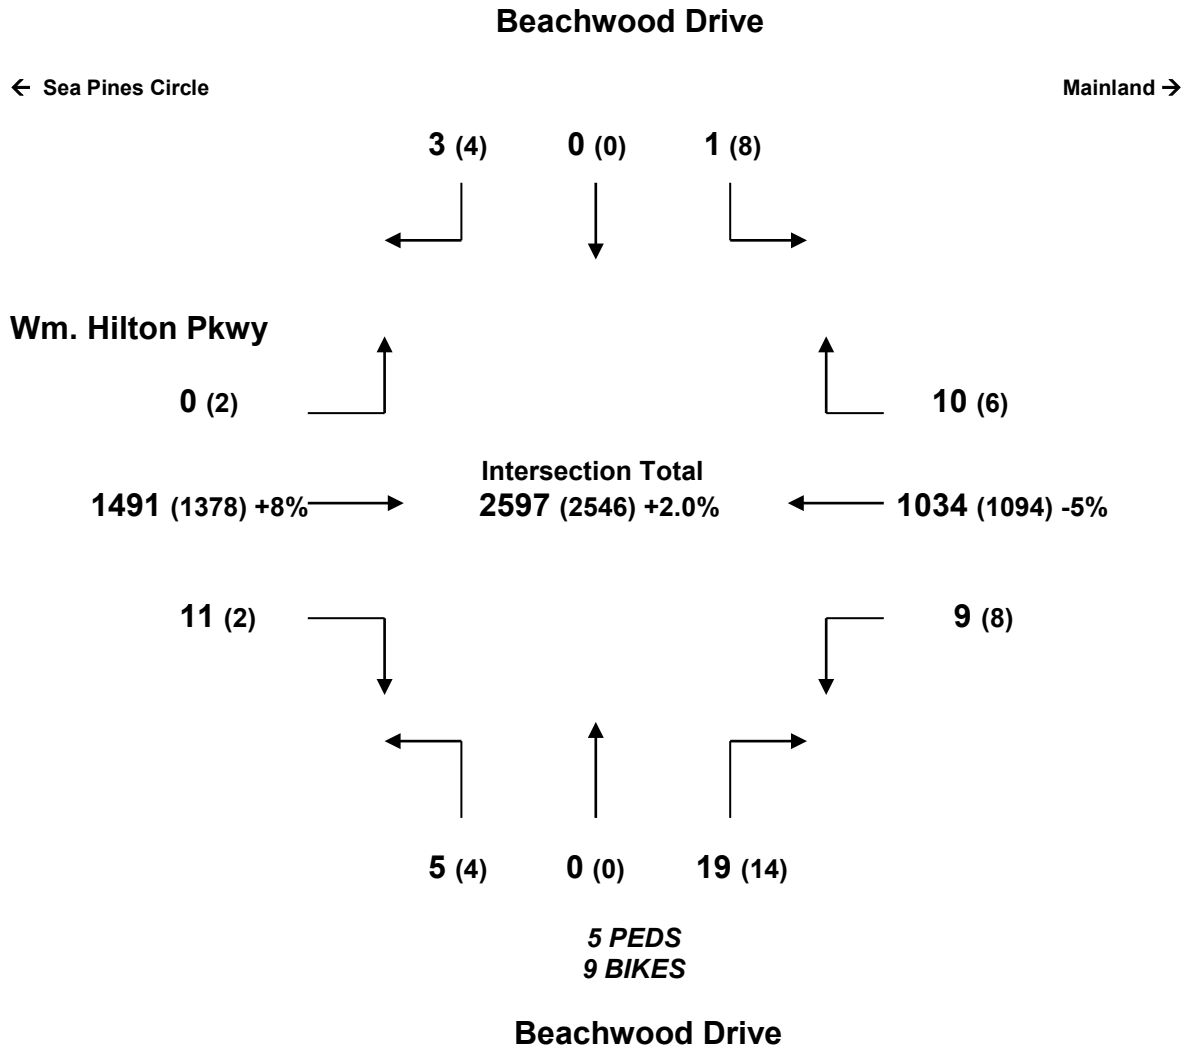 Beachwood Drive
← Sea Pines Circle Mainland →
3 (4) 0 (0) 1 (8)
Wm. Hilton Pkwy
0 (2) 10 (6)
Intersection Total
1491 (1378) +8% 2597 (2546) +2.0% 1034 (1094) -5%
11 (2) 9 (8)
5 (4) 0 (0) 19 (14)
5 PEDS
9 BIKES
Beachwood Drive